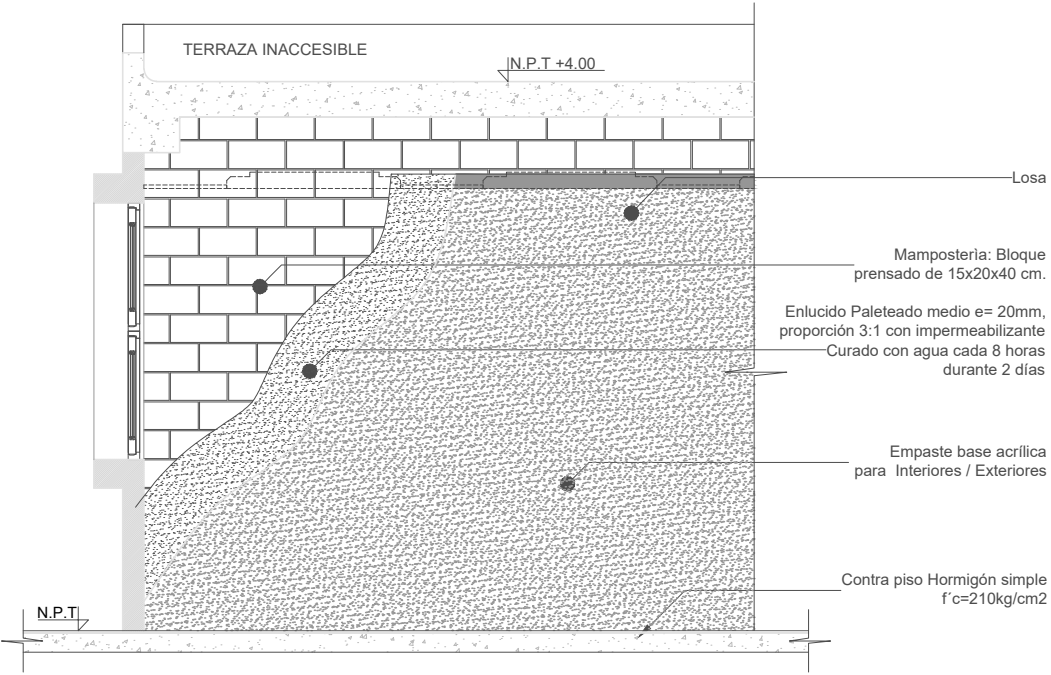 TERRAZA INACCESIBLE
N.P.T +4.00
Losa
Mamposterìa: Bloque
prensado de 15x20x40 cm.
Enlucido Paleteado medio e= 20mm,
proporción 3:1 con impermeabilizante
Curado con agua cada 8 horas
durante 2 días
Empaste base acrílica
para Interiores / Exteriores
Contra piso Hormigón simple
f´c=210kg/cm2
N.P.T